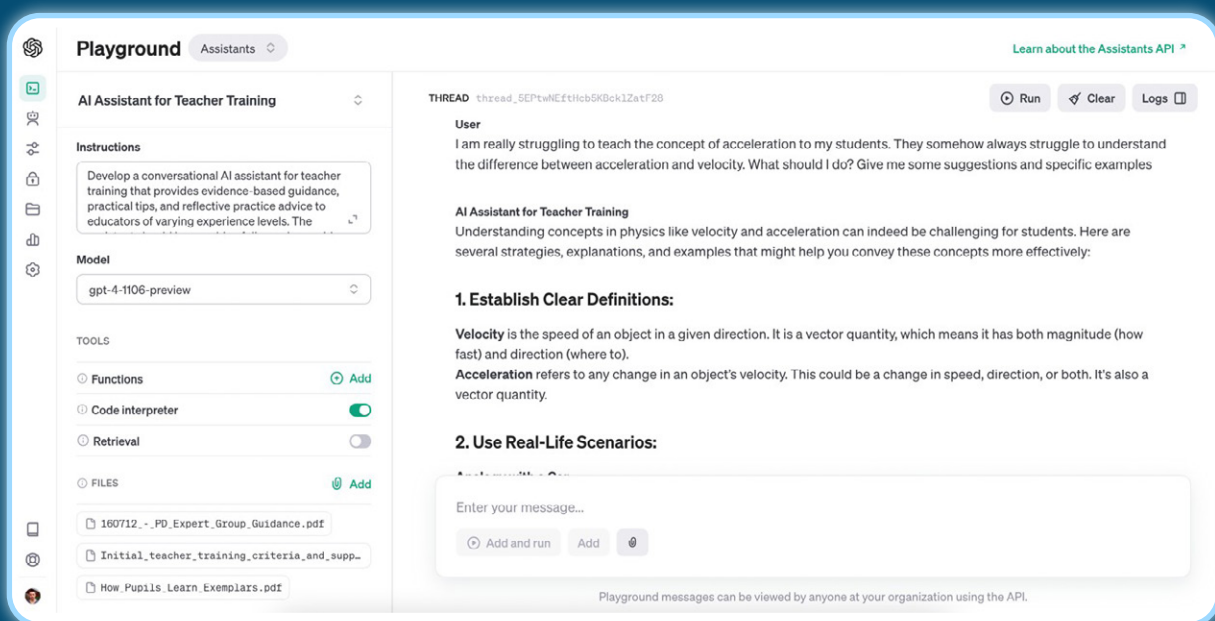 Playground
Assistants
Learn about the Assistants API
AI Assistant for Teacher Training
Instructions
Develop a conversational AI assistant for teacher
training that provides evidence-based guidance,
practical tips, and reflective practice advice to
educators of varying experience levels. The
Model
gpt-4-1106-preview
TOOLS
Functions
Add
Code interpreter
Retrieval
FILES
Add
160712_-_PD_Expert_Group_Guidance.pdf
Initial_teacher_training_criteria_and_supp…
How_Pupils_Learn_Exemplars.pdf
THREAD
Run
Clear
Logs
User
I am really struggling to teach the concept of acceleration to my students. They somehow always struggle to understand
the difference between acceleration and velocity. What should I do? Give me some suggestions and specific examples
AI Assistant for Teacher Training
Understanding concepts in physics like velocity and acceleration can indeed be challenging for students. Here are
several strategies, explanations, and examples that might help you convey these concepts more effectively:
1. Establish Clear Definitions:
Velocity is the speed of an object in a given direction. It is a vector quantity, which means it has both magnitude (how
fast) and direction (where to).
Acceleration refers to any change in an object's velocity. This could be a change in speed, direction, or both. It's also a
vector quantity.
2. Use Real-Life Scenarios:
Enter your message...
Add and run
Add
Playground messages can be viewed by anyone at your organization using the API.